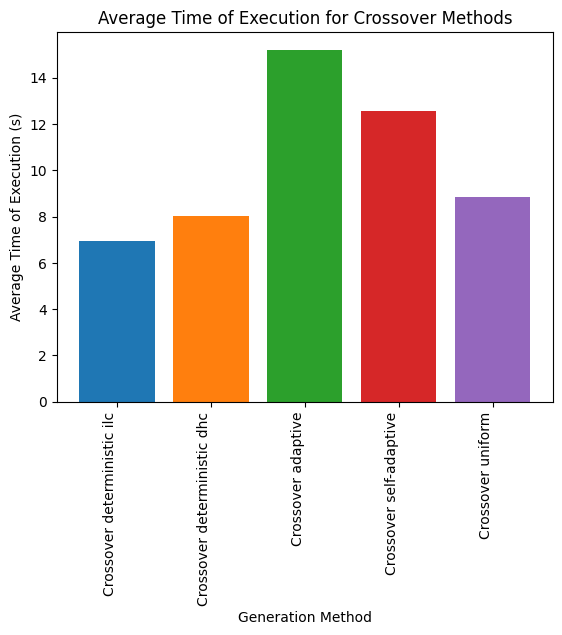 Average Time of Execution for Crossover Methods
Average Time of Execution (s)
14
12
10
8
6
4
2
0
Crossover deterministic ilc
Crossover deterministic dhc
Crossover adaptive
Crossover self-adaptive
Crossover uniform
Generation Method